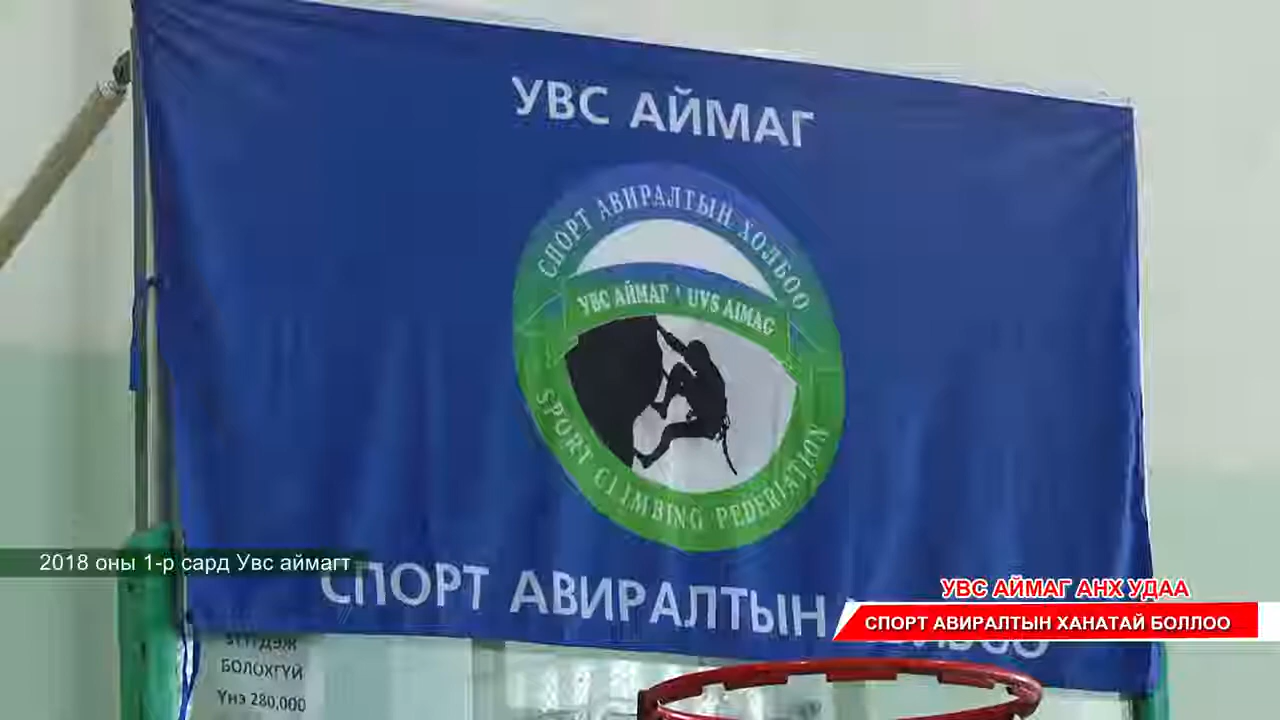 УВС АЙМАГ
СПОРТ АВИРАЛТЫН ХОЛБОО
УВС АЙМАГ UVS AIMAG
SPORT CLIMBING PEDERIATION
2018 оны 1-р сард Увс аймагт
СПОРТ АВИРАЛТЫН
УВС АЙМАГ АНХ УДАА
СПОРТ АВИРАЛТЫН ХАНАТАЙ БОЛЛОО
БОЛОХГҮЙ
Үнэ 280,000